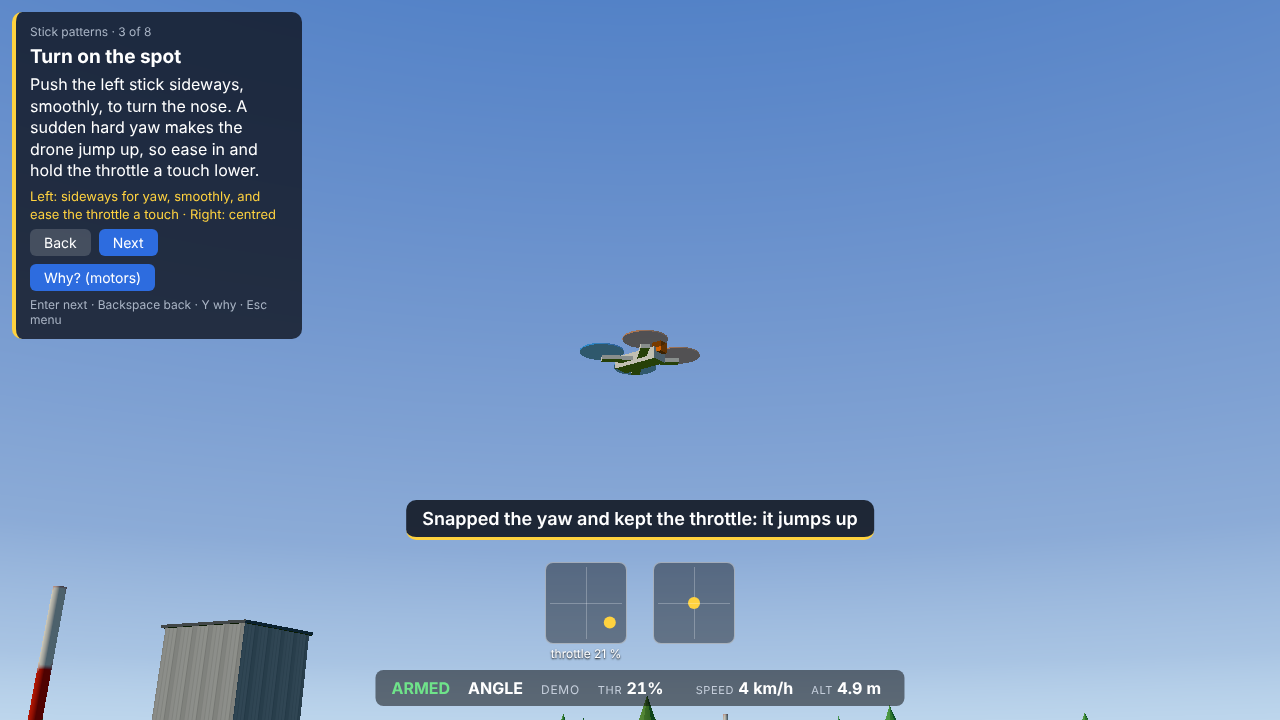 Stick patterns · 3 of 8
Turn on the spot
Push the left stick sideways,
smoothly, to turn the nose. A
sudden hard yaw makes the
drone jump up, so ease in and
hold the throttle a touch lower.
Left: sideways for yaw, smoothly, and
ease the throttle a touch · Right: centred
Back Next
Why? (motors)
Enter next · Backspace back · Y why · Esc
menu
Snapped the yaw and kept the throttle: it jumps up
throttle 21 %
ARMED ANGLE DEMO THR 21% SPEED 4 km/h ALT 4.9 m